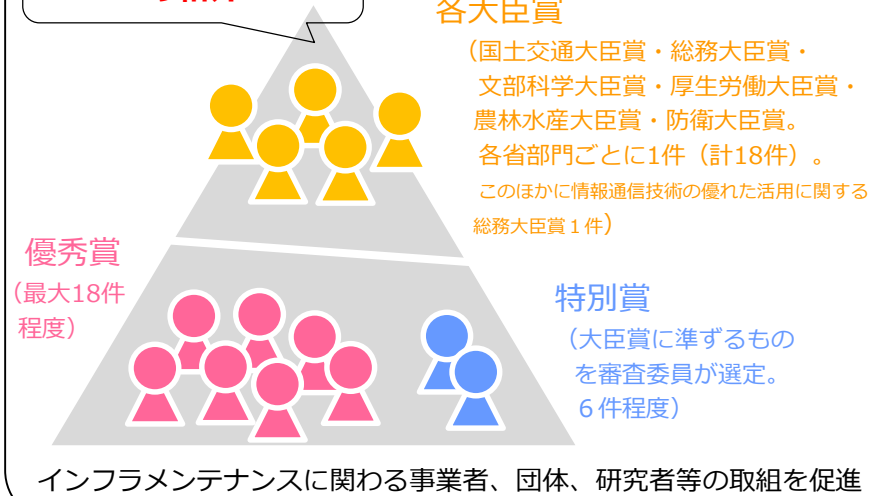 各大臣賞
（国土交通大臣賞・総務大臣賞・
文部科学大臣賞・厚生労働大臣賞・
農林水産大臣賞・防衛大臣賞。
各省部門ごとに1件（計18件）。
このほかに情報通信技術の優れた活用に関する
総務大臣賞１件）
優秀賞
（最大18件
程度）
特別賞
（大臣賞に準ずるもの
を審査委員が選定。
６件程度）
インフラメンテナンスに関わる事業者、団体、研究者等の取組を促進